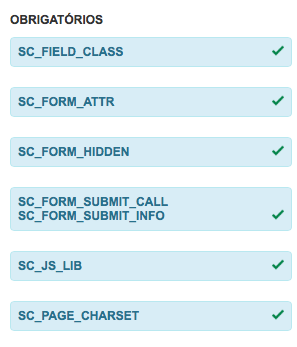 OBRIGATÓRIOS
SC_FIELD_CLASS
SC_FORM_ATTR
SC_FORM_HIDDEN
SC_FORM_SUBMIT_CALL
SC_FORM_SUBMIT_INFO
SC_JS_LIB
SC_PAGE_CHARSET